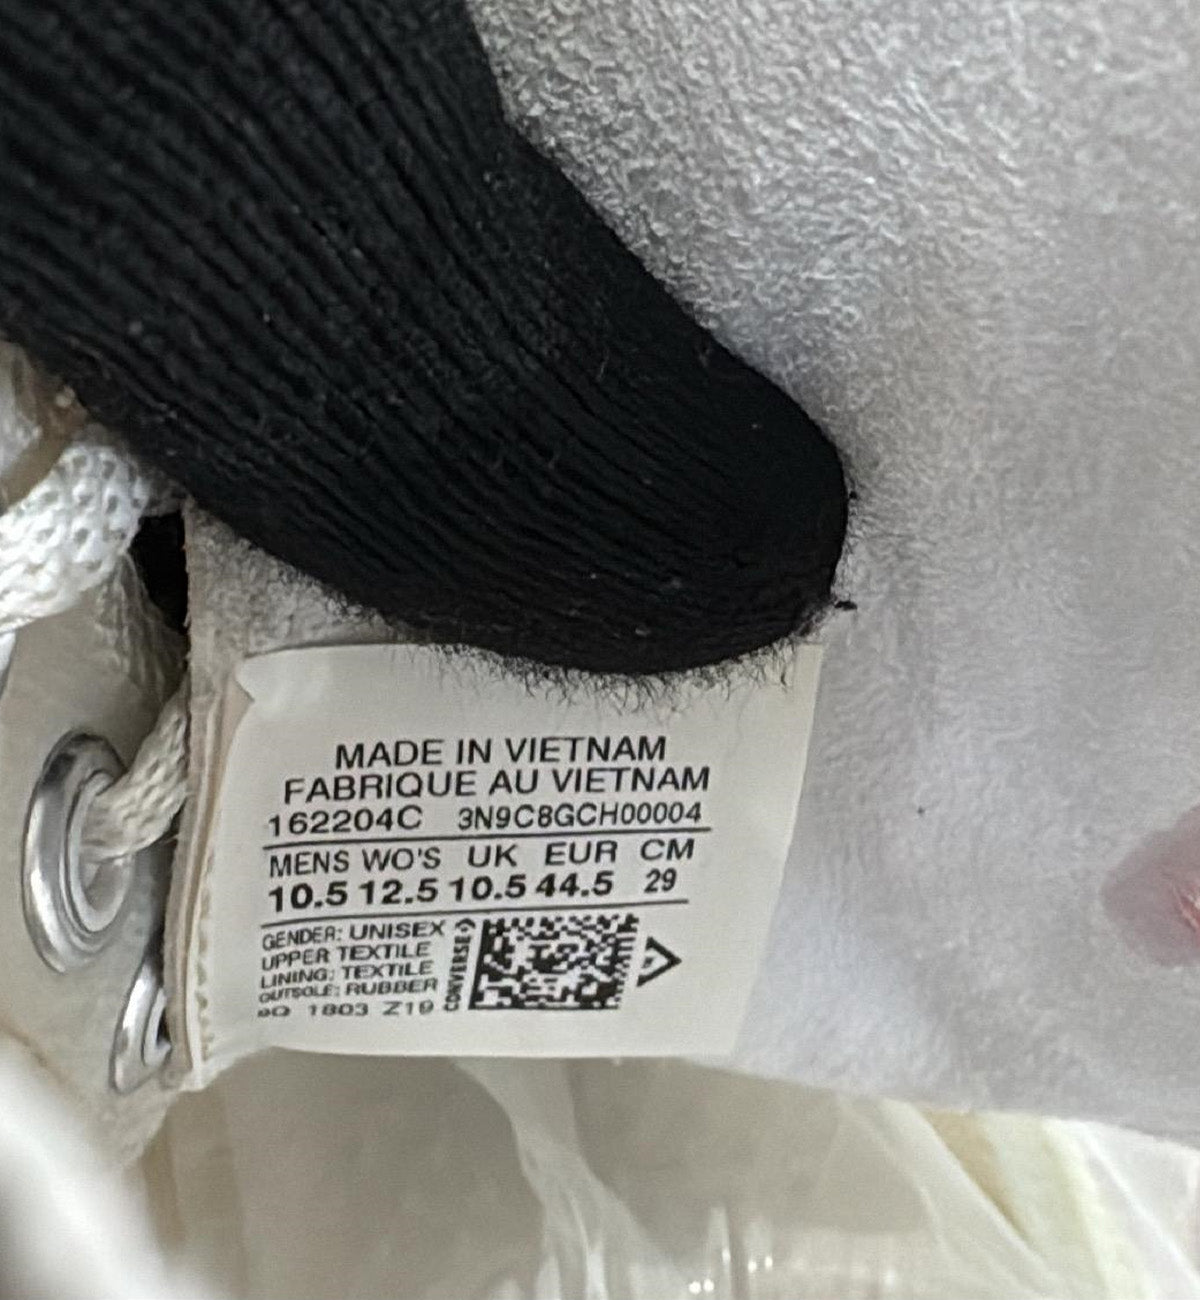 MADE IN VIETNAM
FABRIQUE AU VIETNAM
162204C 3N9C8GCH00004
MENS WO'S UK EUR CM
10.5 12.5 10.5 44.5 29
GENDER: UNISEX
UPPER TEXTILE
LINING: TEXTILE
OUTSOLE: RUBBER
1803 Z19
CONVERSE